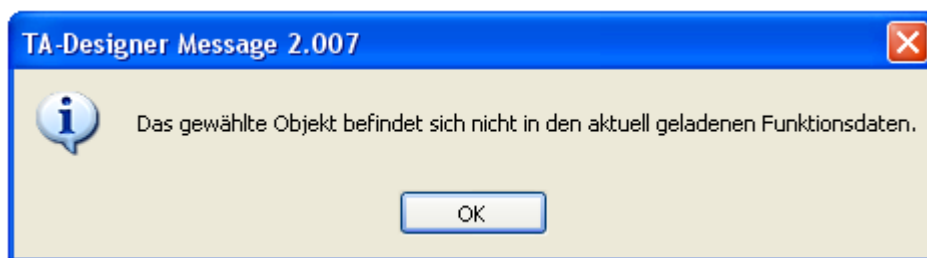 TA-Designer Message 2.007
Das gewählte Objekt befindet sich nicht in den aktuell geladenen Funktionsdaten.
OK